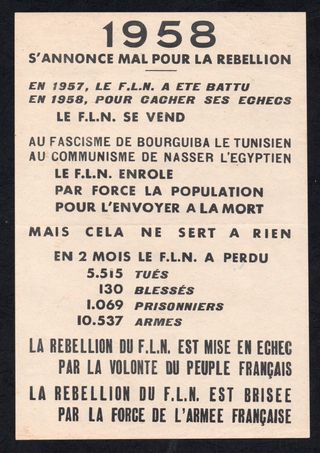 1958
S'ANNONCE MAL POUR LA REBELLION
EN 1957, LE F.L.N. A ETE BATTU
EN 1958, POUR CACHER SES ECHECS
LE F.L.N. SE VEND
AU FASCISME DE BOURGUIBA LE TUNISIEN
AU COMMUNISME DE NASSER L'EGYPTIEN
LE F.L.N. ENROLE
PAR FORCE LA POPULATION
POUR L'ENVOYER A LA MORT
MAIS CELA NE SERT A RIEN
EN 2 MOIS LE F.L.N. A PERDU
5.515 TUÉS
130 BLESSÉS
1.069 PRISONNIERS
10.537 ARMES
LA REBELLION DU F.L.N. EST MISE EN ECHEC
PAR LA VOLONTE DU PEUPLE FRANÇAIS
LA REBELLION DU F.L.N. EST BRISEE
PAR LA FORCE DE L'ARMEE FRANÇAISE